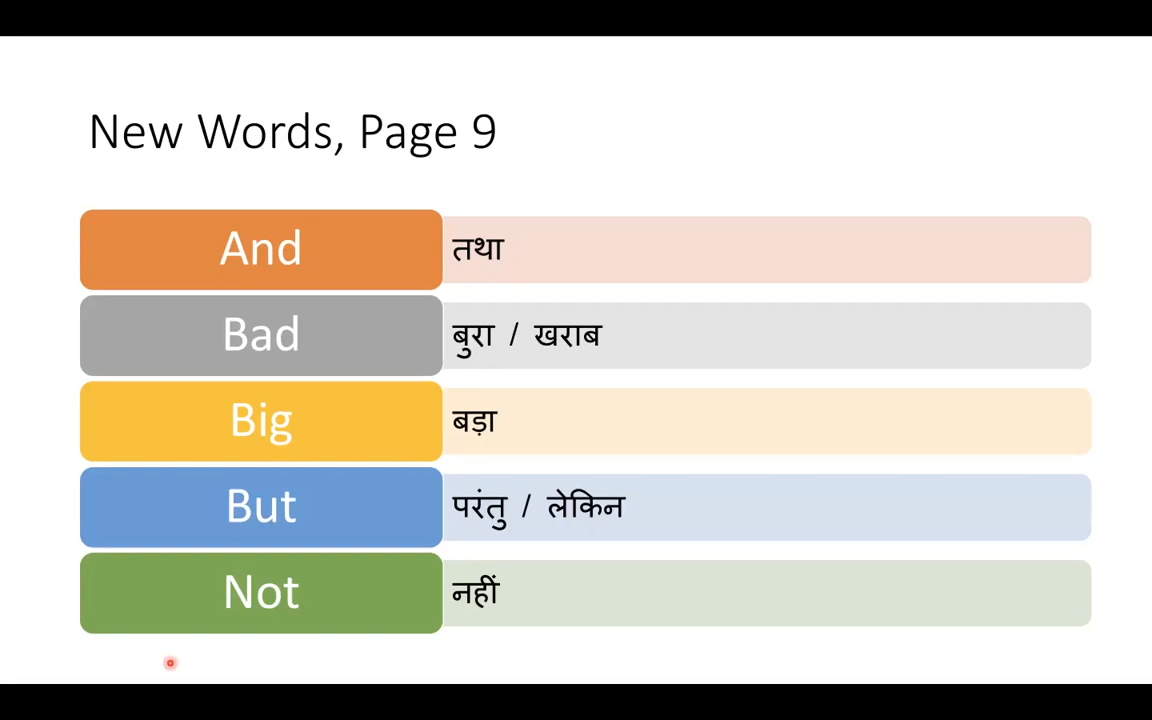 New Words, Page 9
And तथा
Bad बुरा / खराब
Big बड़ा
But परंतु / लेकिन
Not नहीं